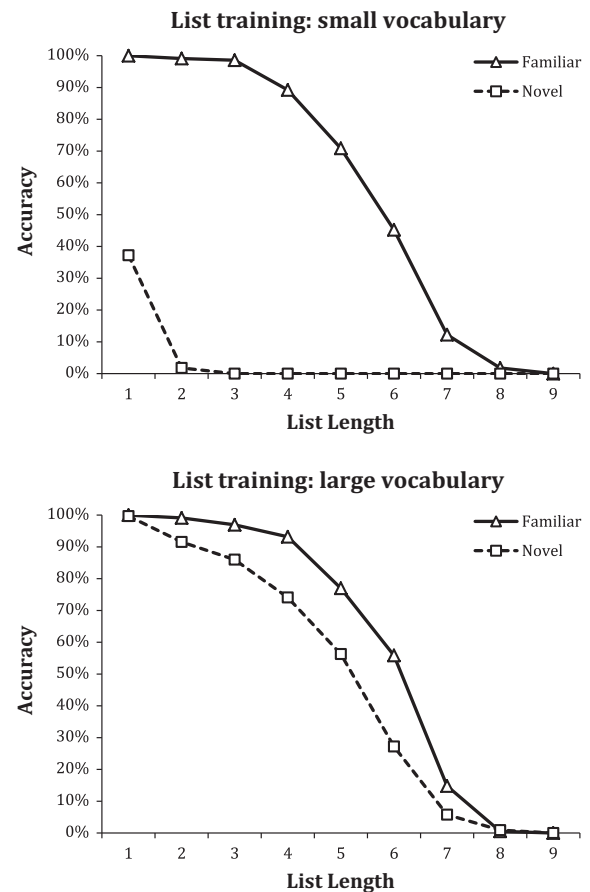 List training: small vocabulary
100%
90%
80%
70%
60%
50%
40%
30%
20%
10%
0%
Accuracy
Familiar
Novel
1 2 3 4 5 6 7 8 9
List Length
List training: large vocabulary
100%
90%
80%
70%
60%
50%
40%
30%
20%
10%
0%
Accuracy
Familiar
Novel
1 2 3 4 5 6 7 8 9
List Length